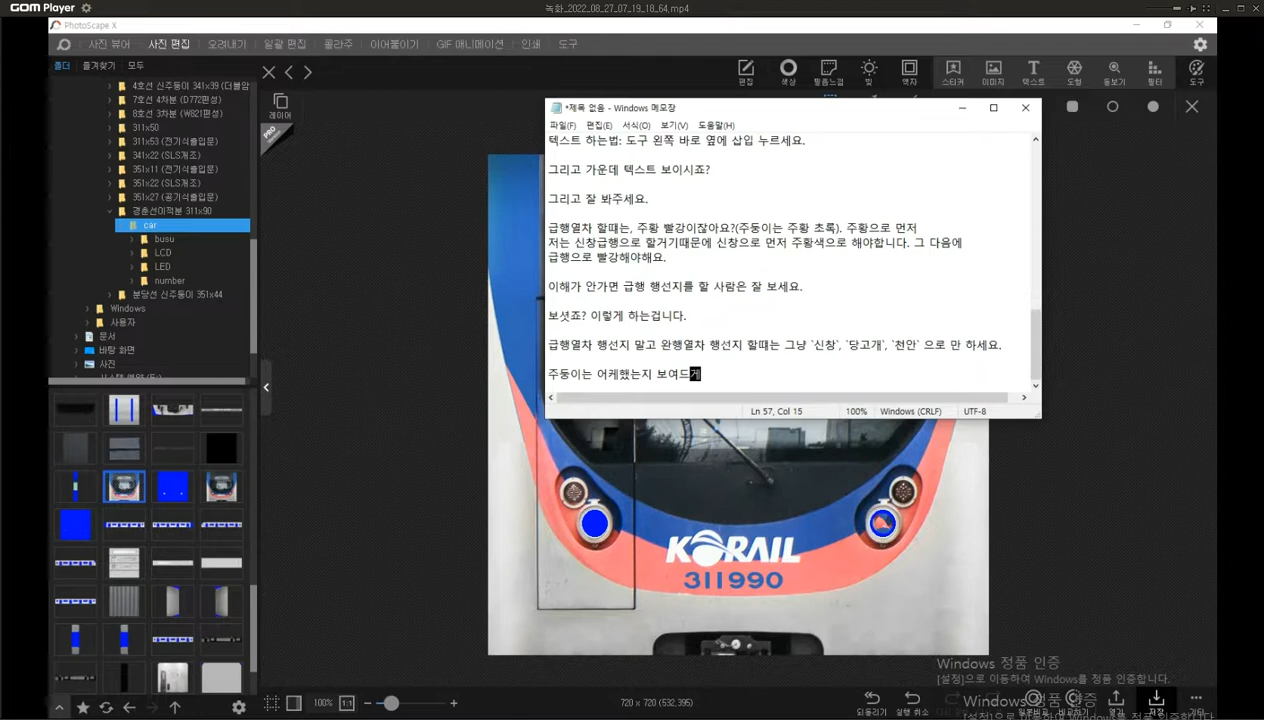 GOM Player
녹화_2022_08_27_07_19_18_64.mp4
PhotoScape X
사진 뷰어
사진 편집
오려내기
일괄 편집
콜라주
이어붙이기
GIF 애니메이션
인쇄
도구
폴더
즐겨찾기
모두
4호선 신주둥이 341x39 (더블암
7호선 4차분 (D772편성)
8호선 3차분 (W821편성)
311x50
311x53 (전기식출입문)
341x22 (SLS개조)
351x11 (전기식출입문)
351x22 (SLS개조)
351x27 (공기식출입문)
경춘선이적분 311x90
car
busu
LCD
LED
number
분당선 신주둥이 351x44
Windows
사용자
문서
바탕 화면
사진
레이어
PRO
편집
색상
필름느낌
빛
액자
스티커
이미지
텍스트
도형
돋보기
필터
도구
*제목 없음 - Windows 메모장
파일(F)
편집(E)
서식(O)
보기(V)
도움말(H)
텍스트 하는법: 도구 왼쪽 바로 옆에 삽입 누르세요.
그리고 가운데 텍스트 보이시죠?
그리고 잘 봐주세요.
급행열차 할때는, 주황 빨강이잖아요?(주둥이는 주황 초록). 주황으로 먼저
저는 신창급행으로 할거기때문에 신창으로 먼저 주황색으로 해야합니다. 그 다음에
급행으로 빨강해야해요.
이해가 안가면 급행 행선지를 할 사람은 잘 보세요.
보셧죠? 이렇게 하는겁니다.
급행열차 행선지 말고 완행열차 행선지 할떄는 그냥 `신창`, `당고개`, `천안` 으로 만 하세요.
주둥이는 어케했는지 보여드게
Ln 57, Col 15
100%
Windows (CRLF)
UTF-8
KORAIL
311990
Windows 정품 인증
[설정]으로 이동하여 Windows를 정품 인증합니다.
Windows 정품 인증
100%
1:1
720 x 720 (532,395)
되돌리기
실행 취소
저장